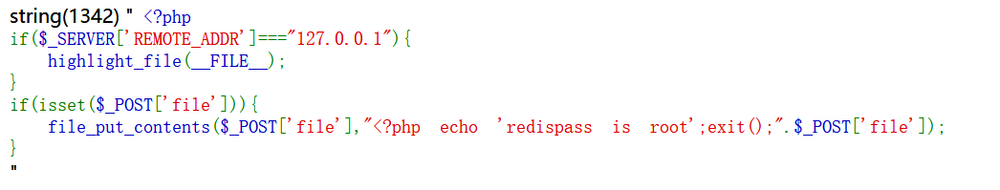 string(1342) " <?php
if($_SERVER['REMOTE_ADDR']==="127.0.0.1"){
    highlight_file(__FILE__);
}
if(isset($_POST['file'])){
    file_put_contents($_POST['file'],"<?php echo 'redispass is root';exit();".$_POST['file']);
}
"